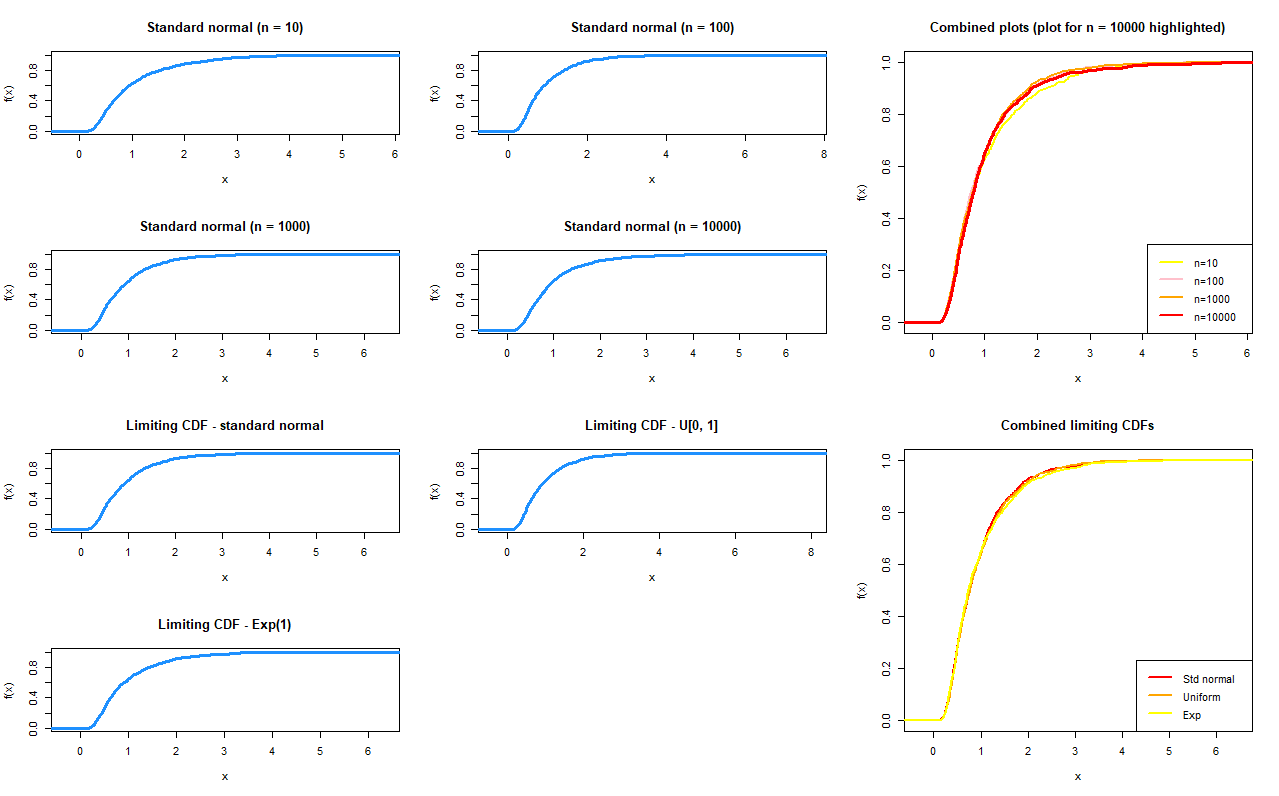 Standard normal (n = 10)
f(x)
0.0 0.4 0.8
0 1 2 3 4 5 6
x
Standard normal (n = 100)
f(x)
0.0 0.4 0.8
0 2 4 6 8
x
Combined plots (plot for n = 10000 highlighted)
f(x)
0.0 0.2 0.4 0.6 0.8 1.0
n=10
n=100
n=1000
n=10000
0 1 2 3 4 5 6
x
Standard normal (n = 1000)
f(x)
0.0 0.4 0.8
0 1 2 3 4 5 6
x
Standard normal (n = 10000)
f(x)
0.0 0.4 0.8
0 1 2 3 4 5 6
x
Limiting CDF - standard normal
f(x)
0.0 0.4 0.8
0 1 2 3 4 5 6
x
Limiting CDF - U[0, 1]
f(x)
0.0 0.4 0.8
0 2 4 6 8
x
Combined limiting CDFs
f(x)
0.0 0.2 0.4 0.6 0.8 1.0
Std normal
Uniform
Exp
0 1 2 3 4 5 6
x
Limiting CDF - Exp(1)
f(x)
0.0 0.4 0.8
0 1 2 3 4 5 6
x